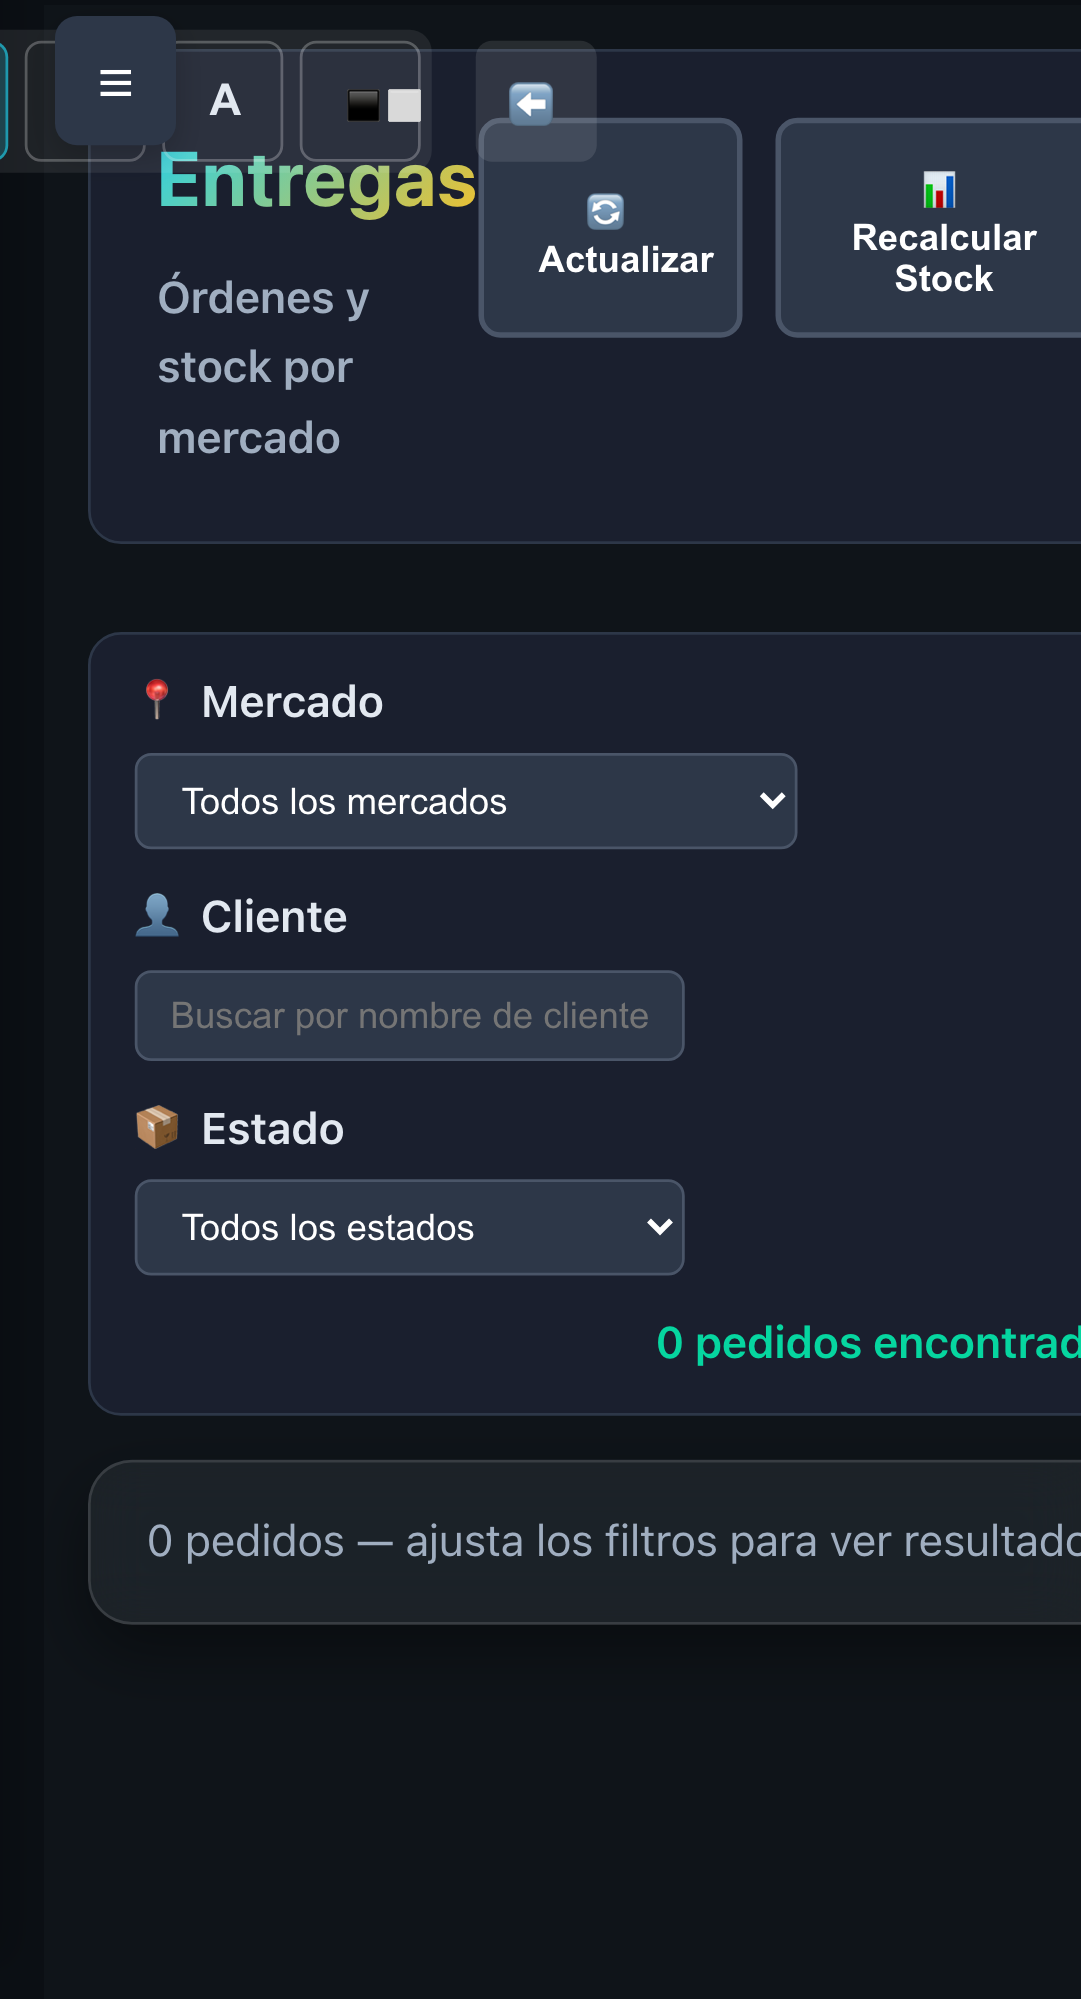 A
Entregas
Órdenes y
stock por
mercado
Actualizar
Recalcular
Stock
Mercado
Todos los mercados
Cliente
Buscar por nombre de cliente
Estado
Todos los estados
0 pedidos encontrad
0 pedidos — ajusta los filtros para ver resultado